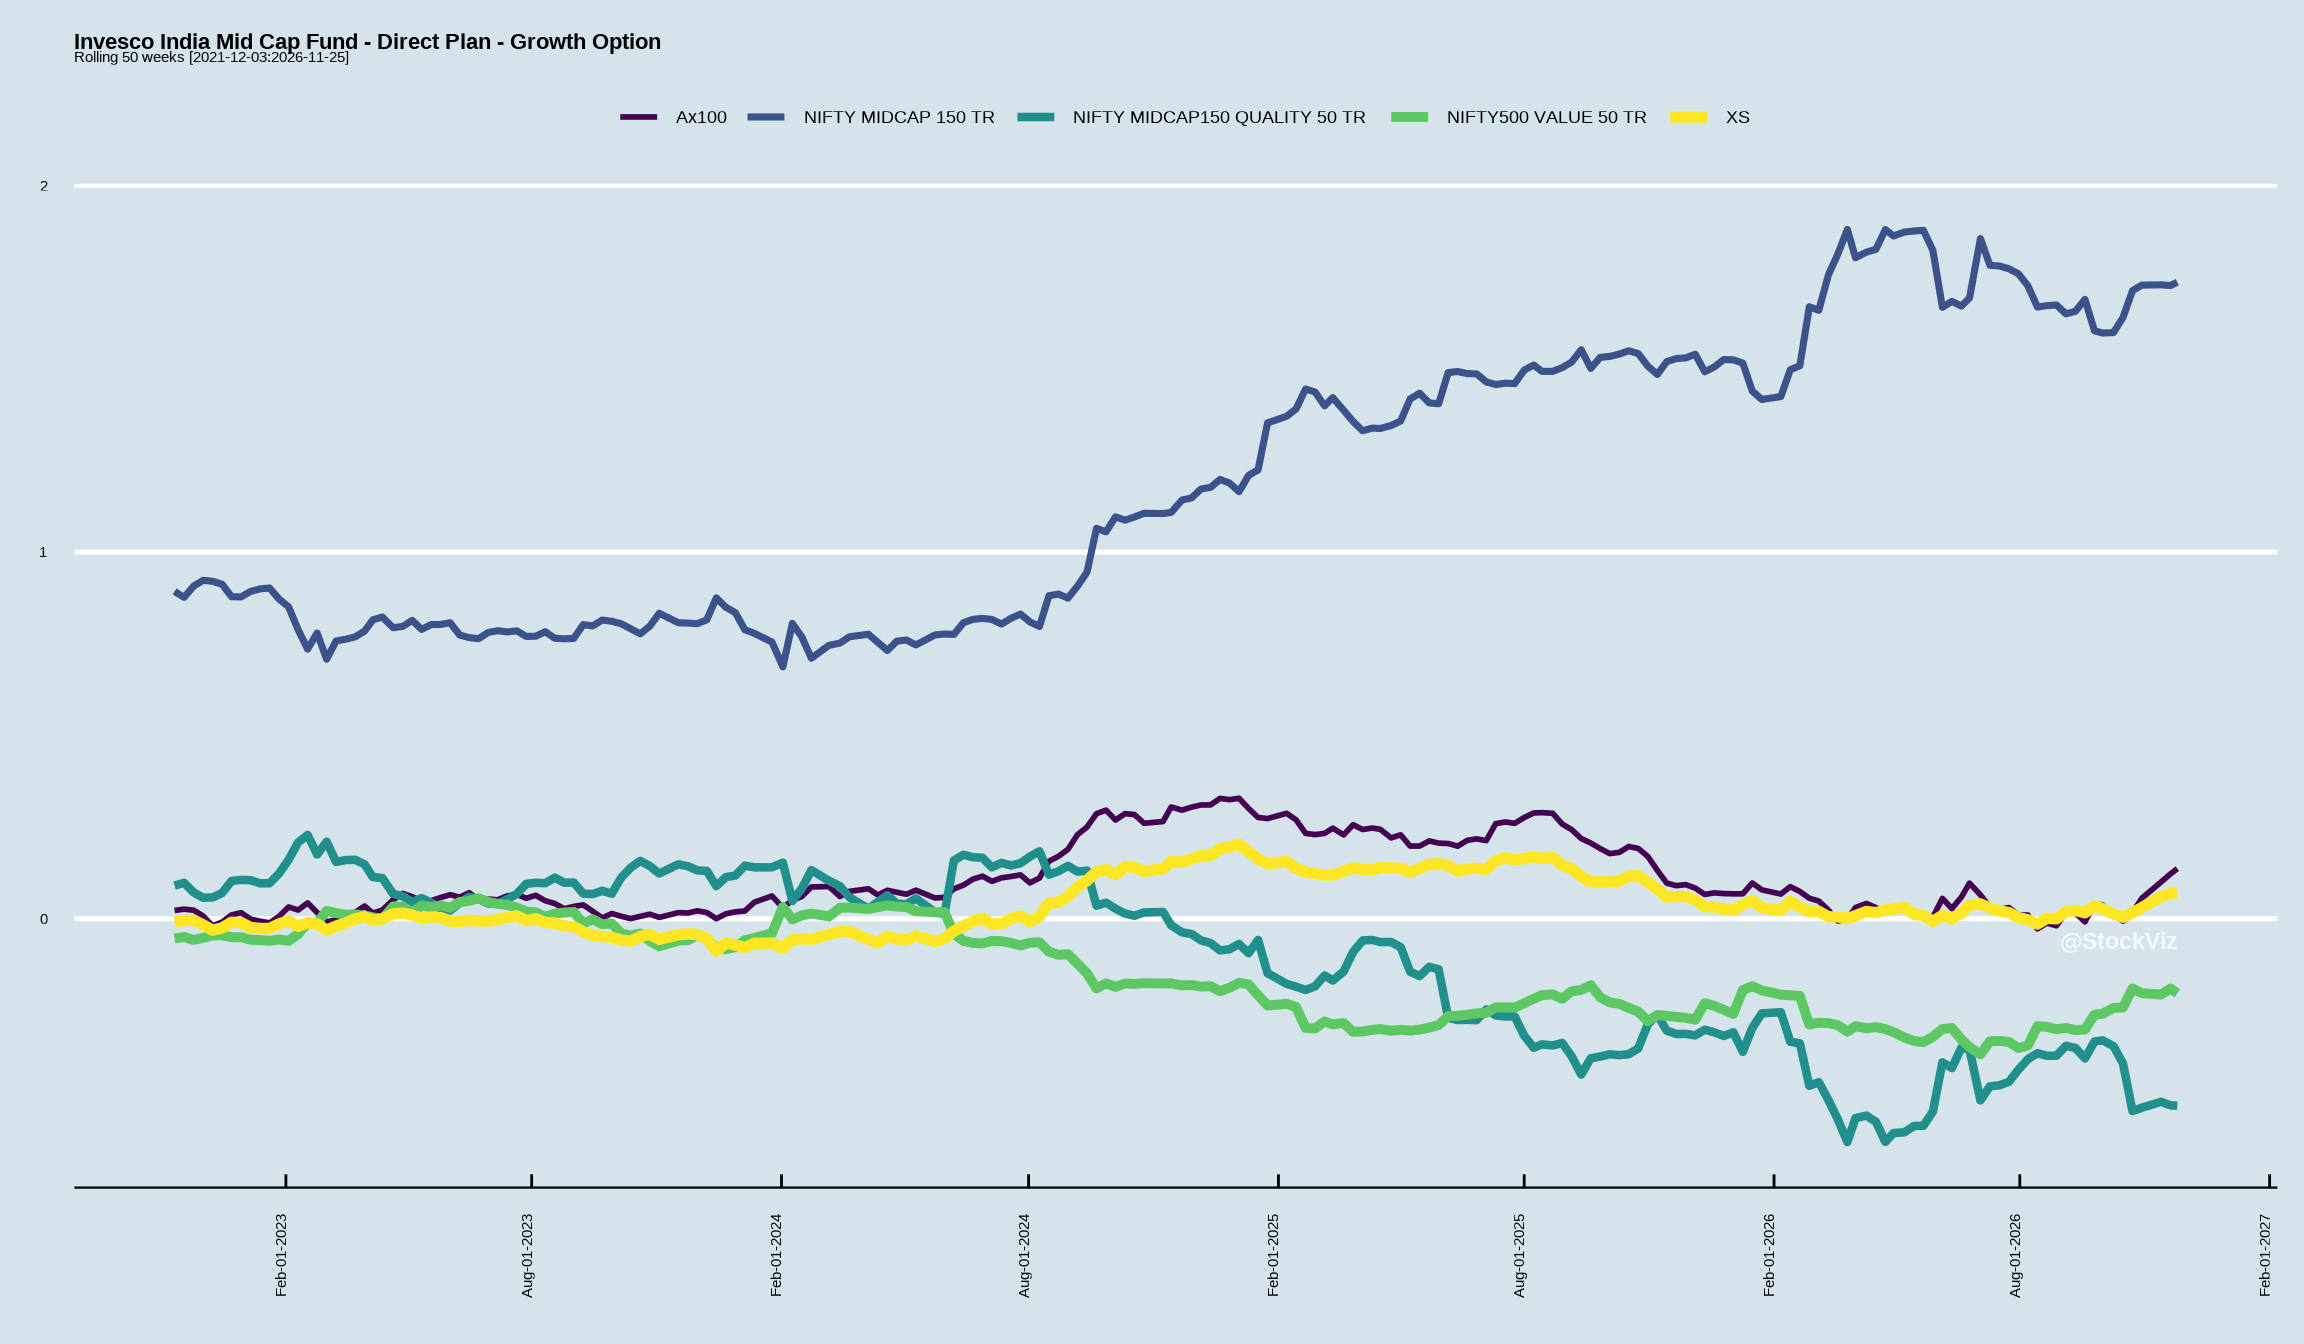 Invesco India Mid Cap Fund - Direct Plan - Growth Option
Rolling 50 weeks [2021-12-03:2026-11-25]
Ax100 NIFTY MIDCAP 150 TR NIFTY MIDCAP150 QUALITY 50 TR NIFTY500 VALUE 50 TR XS
2
1
0
@StockViz
Feb-01-2023
Aug-01-2023
Feb-01-2024
Aug-01-2024
Feb-01-2025
Aug-01-2025
Feb-01-2026
Aug-01-2026
Feb-01-2027